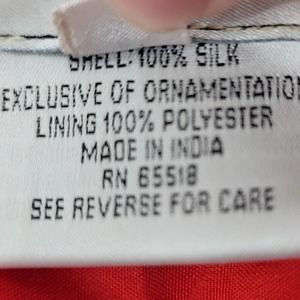 SHELL: 100% SILK
EXCLUSIVE OF ORNAMENTATION
LINING 100% POLYESTER
MADE IN INDIA
RN 65518
SEE REVERSE FOR CARE